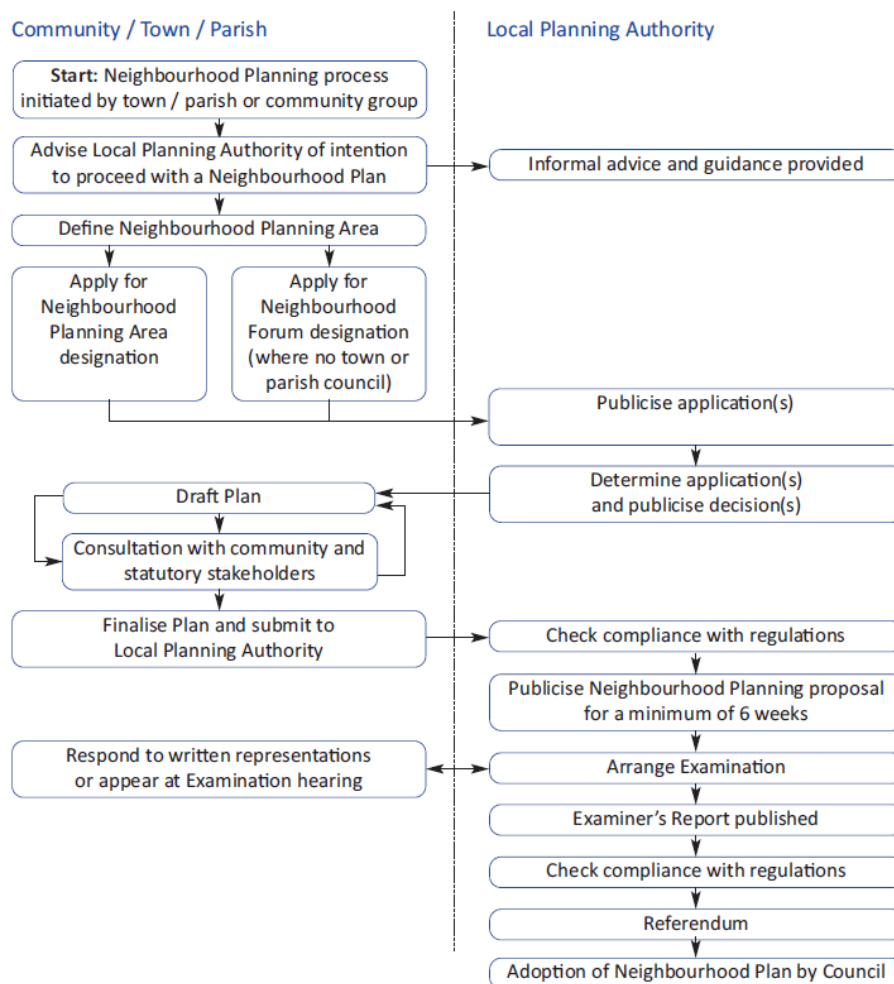 Community / Town / Parish
Local Planning Authority
Start: Neighbourhood Planning process
initiated by town / parish or community group
Advise Local Planning Authority of intention
to proceed with a Neighbourhood Plan
Informal advice and guidance provided
Define Neighbourhood Planning Area
Apply for
Neighbourhood
Planning Area
designation
Apply for
Neighbourhood
Forum designation
(where no town or
parish council)
Publicise application(s)
Determine application(s)
and publicise decision(s)
Draft Plan
Consultation with community and
statutory stakeholders
Finalise Plan and submit to
Local Planning Authority
Check compliance with regulations
Publicise Neighbourhood Planning proposal
for a minimum of 6 weeks
Respond to written representations
or appear at Examination hearing
Arrange Examination
Examiner's Report published
Check compliance with regulations
Referendum
Adoption of Neighbourhood Plan by Council